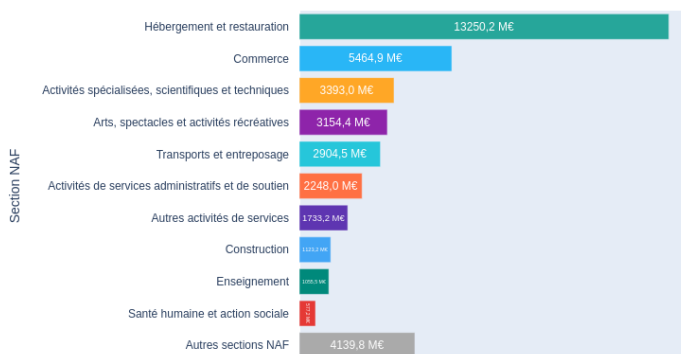 Hébergement et restauration 13250,2 M€
Commerce 5464,9 M€
Activités spécialisées, scientifiques et techniques 3393,0 M€
Arts, spectacles et activités récréatives 3154,4 M€
Transports et entreposage 2904,5 M€
Activités de services administratifs et de soutien 2248,0 M€
Autres activités de services 1733,2 M€
Construction M€
Enseignement M€
Santé humaine et action sociale
Autres sections NAF 4139,8 M€
Section NAF